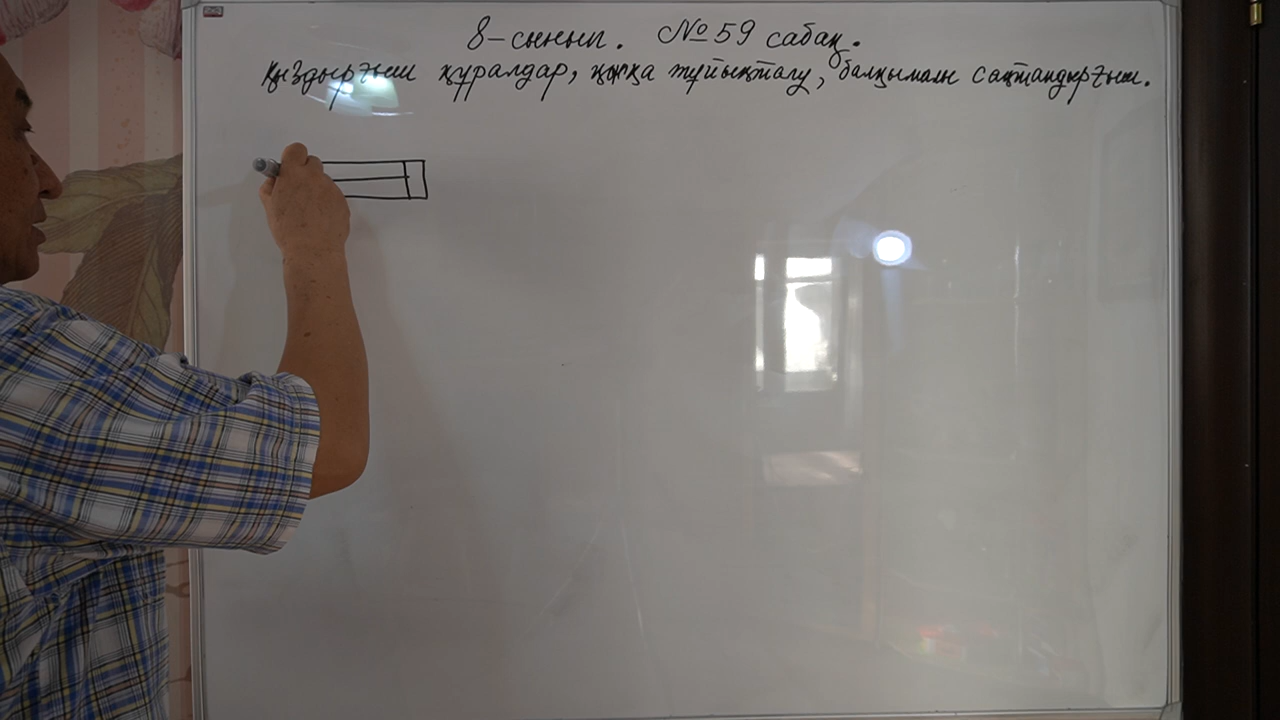 8-сынып. №59 сабақ.
Қыздырғыш құралдар, қысқа тұйықталу, балқымалы сақтандырғыш.